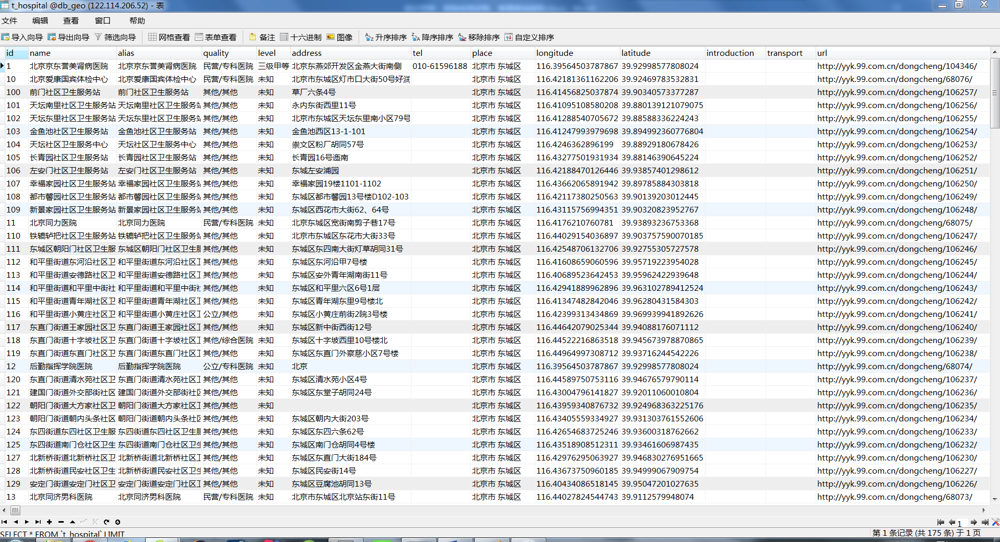 t_hospital @db_geo (122.114.206.52) - 表
文件 编辑 查看 窗口 帮助
导入向导 导出向导 筛选向导 网格查看 表单查看 备注 十六进制 图像 升序排序 降序排序 移除排序 自定义排序
id name alias quality level address tel place longitude latitude introduction transport url
1 北京京东誉美肾病医院 北京京东誉美肾病医院 民营/专科医院 三级甲等 北京东燕郊开发区金燕大街南侧 010-61596188 北京市 东城区 116.39564503787867 39.92998577808024 http://yyk.99.com.cn/dongcheng/104346/
10 北京爱康国宾体检中心 北京爱康国宾体检中心 民营/专科医院 未知 北京市东城区灯市口大街50号好润 北京市 东城区 116.42181361162206 39.92469783532831 http://yyk.99.com.cn/dongcheng/68076/
100 前门社区卫生服务站 前门社区卫生服务站 其他/其他 未知 草厂六条4号 北京市 东城区 116.41456825037874 39.90340573377287 http://yyk.99.com.cn/dongcheng/106257/
101 天坛南里社区卫生服务站 天坛南里社区卫生服务站 其他/其他 未知 永内东街西里11号 北京市 东城区 116.41095108580208 39.880139121079075 http://yyk.99.com.cn/dongcheng/106256/
102 天坛东里社区卫生服务站 天坛东里社区卫生服务站 其他/其他 未知 北京市东城区天坛东里南小区79号 北京市 东城区 116.41288540705672 39.88588336224243 http://yyk.99.com.cn/dongcheng/106255/
103 金鱼池社区卫生服务站 金鱼池社区卫生服务站 其他/其他 未知 金鱼池西区13-1-101 北京市 东城区 116.41247993979698 39.894992360776804 http://yyk.99.com.cn/dongcheng/106254/
104 天坛社区卫生服务中心 天坛社区卫生服务中心 其他/其他 未知 崇文区粉厂胡同57号 北京市 东城区 116.4246362896199 39.88929180678426 http://yyk.99.com.cn/dongcheng/106253/
105 长青园社区卫生服务站 长青园社区卫生服务站 其他/其他 未知 长青园16号迤南 北京市 东城区 116.43277501931934 39.88146390645224 http://yyk.99.com.cn/dongcheng/106252/
106 左安门社区卫生服务站 左安门社区卫生服务站 其他/其他 未知 东城左安浦园 北京市 东城区 116.42188470126446 39.93857401298612 http://yyk.99.com.cn/dongcheng/106251/
107 幸福家园社区卫生服务站 幸福家园社区卫生服务站 其他/其他 未知 幸福家园19楼1101-1102 北京市 东城区 116.43662065891942 39.89785884303818 http://yyk.99.com.cn/dongcheng/106250/
108 都市馨园社区卫生服务站 都市馨园社区卫生服务站 其他/其他 未知 东城区都市馨园13号楼D102-103 北京市 东城区 116.42117380250563 39.90139203012445 http://yyk.99.com.cn/dongcheng/106249/
109 新景家园社区卫生服务站 新景家园社区卫生服务站 其他/其他 未知 东城区西花市大街62、64号 北京市 东城区 116.43115756994351 39.90320823952767 http://yyk.99.com.cn/dongcheng/106248/
11 北京同力医院 北京同力医院 民营/专科医院 未知 北京东城区宽街南剪子巷17号 北京市 东城区 116.4176210760781 39.93893236753368 http://yyk.99.com.cn/dongcheng/68075/
110 铁辘轳把社区卫生服务站 铁辘轳把社区卫生服务站 其他/其他 未知 北京市东城区东花市大街33号 北京市 东城区 116.44029154036897 39.903757590070185 http://yyk.99.com.cn/dongcheng/106247/
111 东城区朝阳门社区卫生服 东城区朝阳门社区卫生服 其他/其他 未知 东城区东四南大街灯草胡同31号 北京市 东城区 116.42548706132706 39.92755305727578 http://yyk.99.com.cn/dongcheng/106246/
112 和平里街道东河沿社区卫 和平里街道东河沿社区卫 其他/其他 未知 东城区东河沿甲7号楼 北京市 东城区 116.41608659060596 39.95719223954028 http://yyk.99.com.cn/dongcheng/106245/
113 和平里街道安德路社区卫 和平里街道安德路社区卫 其他/其他 未知 东城区安外青年湖南街11号 北京市 东城区 116.40689523642453 39.95962422939648 http://yyk.99.com.cn/dongcheng/106244/
114 和平里街道和平里中街社 和平里街道和平里中街社 其他/其他 未知 东城区和平里六区6号1层 北京市 东城区 116.42941889962896 39.963102789412524 http://yyk.99.com.cn/dongcheng/106243/
115 和平里街道青年湖社区卫 和平里街道青年湖社区卫 其他/其他 未知 东城区青年湖东里9号楼北 北京市 东城区 116.41347482842046 39.96280431584303 http://yyk.99.com.cn/dongcheng/106242/
116 和平里街道小黄庄社区卫 和平里街道小黄庄社区卫 公立/其他 未知 东城区小黄庄前街2院3号楼 北京市 东城区 116.42399313434869 39.969939941892626 http://yyk.99.com.cn/dongcheng/106241/
117 东直门街道王家园社区卫 东直门街道王家园社区卫 其他/其他 未知 东城区新中街西街12号 北京市 东城区 116.44642079025344 39.94088176071112 http://yyk.99.com.cn/dongcheng/106240/
118 东直门街道十字坡社区卫 东直门街道十字坡社区卫 其他/综合医院 未知 东城区十字坡西里10号楼北 北京市 东城区 116.44522216863518 39.945673978870865 http://yyk.99.com.cn/dongcheng/106239/
119 东直门街道东直门社区卫 东直门街道东直门社区卫 其他/其他 未知 东城区东直门外察慈小区7号楼 北京市 东城区 116.44964997308712 39.93716244542226 http://yyk.99.com.cn/dongcheng/106238/
12 后勤指挥学院医院 后勤指挥学院医院 公立/专科医院 未知 北京 北京市 东城区 116.39564503787867 39.92998577808024 http://yyk.99.com.cn/dongcheng/68074/
120 东直门街道清水苑社区卫 东直门街道清水苑社区卫 其他/其他 未知 东城区清水苑小区4号 北京市 东城区 116.44589750753116 39.94676579790114 http://yyk.99.com.cn/dongcheng/106237/
121 建国门街道外交部街社区 建国门街道外交部街社区 其他/其他 未知 东城区东堂子胡同24号 北京市 东城区 116.43004796141827 39.92011060010804 http://yyk.99.com.cn/dongcheng/106236/
122 朝阳门街道大方家社区卫 朝阳门街道大方家社区卫 其他/其他 未知 北京市 东城区 116.43959340876732 39.924968363225176 http://yyk.99.com.cn/dongcheng/106235/
123 朝阳门街道朝内头条社区 朝阳门街道朝内头条社区 其他/其他 未知 东城区朝内大街203号 北京市 东城区 116.43405559334927 39.931303761552606 http://yyk.99.com.cn/dongcheng/106234/
124 东四街道东四社区卫生服 东四街道东四社区卫生服 其他/其他 未知 东城区东四六条62号 北京市 东城区 116.42654683725246 39.93600318762662 http://yyk.99.com.cn/dongcheng/106233/
125 东四街道南门仓社区卫生 东四街道南门仓社区卫生 其他/其他 未知 东城区南门仓胡同4号楼 北京市 东城区 116.43518908512311 39.93461606987435 http://yyk.99.com.cn/dongcheng/106232/
127 北新桥街道北新桥社区卫 北新桥街道北新桥社区卫 其他/其他 未知 东城区东直门大街184号 北京市 东城区 116.42976295063927 39.946830276951665 http://yyk.99.com.cn/dongcheng/106230/
128 北新桥街道民安社区卫生 北新桥街道民安社区卫生 其他/其他 未知 东城区民安街14号 北京市 东城区 116.43673750960185 39.94999067909754 http://yyk.99.com.cn/dongcheng/106227/
129 安定门街道安定门社区卫 安定门街道安定门社区卫 其他/其他 未知 东城区豆腐池胡同13号 北京市 东城区 116.40434086518145 39.95047201027635 http://yyk.99.com.cn/dongcheng/106226/
13 北京同济男科医院 北京同济男科医院 民营/专科医院 未知 北京市东城区北京站东街11号 北京市 东城区 116.44027824544743 39.9112579948074 http://yyk.99.com.cn/dongcheng/68073/
1
SELECT * FROM `t_hospital` LIMIT
第 1 条记录 (共 175 条) 于 1 页